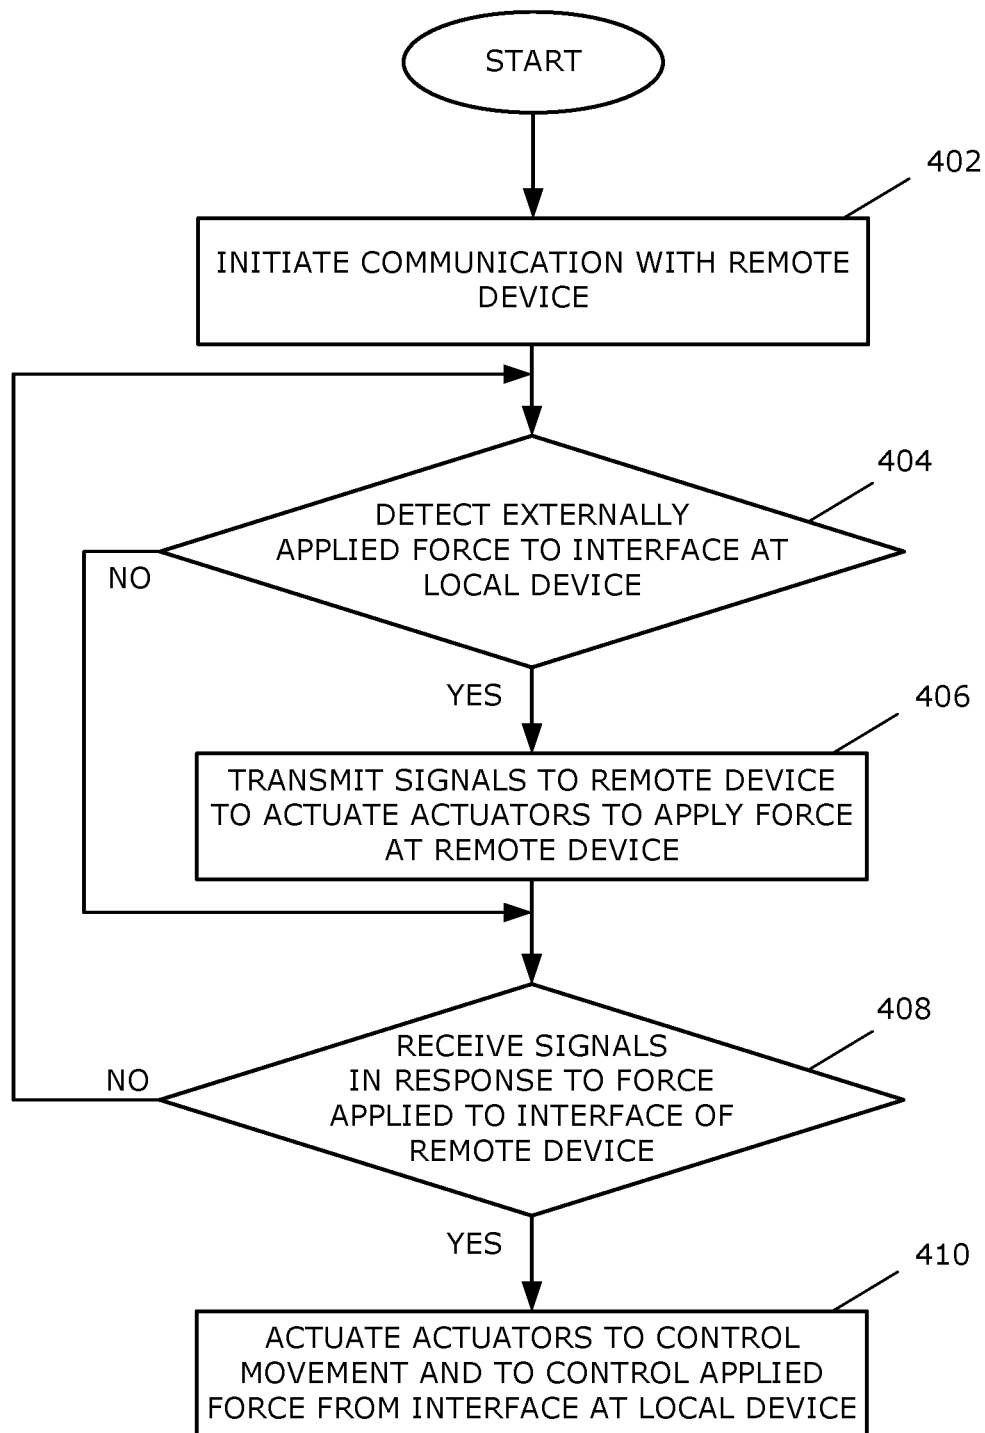 START
402
INITIATE COMMUNICATION WITH REMOTE
DEVICE
404
DETECT EXTERNALLY
APPLIED FORCE TO INTERFACE AT
LOCAL DEVICE
NO
YES
406
TRANSMIT SIGNALS TO REMOTE DEVICE
TO ACTUATE ACTUATORS TO APPLY FORCE
AT REMOTE DEVICE
408
RECEIVE SIGNALS
IN RESPONSE TO FORCE
APPLIED TO INTERFACE OF
REMOTE DEVICE
NO
YES
410
ACTUATE ACTUATORS TO CONTROL
MOVEMENT AND TO CONTROL APPLIED
FORCE FROM INTERFACE AT LOCAL DEVICE